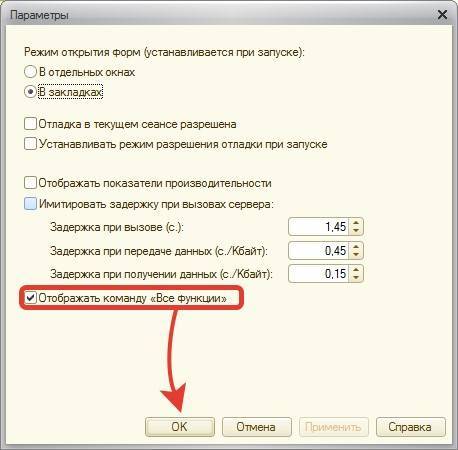 Параметры
Режим открытия форм (устанавливается при запуске):
В отдельных окнах
В закладках
Отладка в текущем сеансе разрешена
Устанавливать режим разрешения отладки при запуске
Отображать показатели производительности
Имитировать задержку при вызовах сервера:
Задержка при вызове (с.): 1,45
Задержка при передаче данных (с./Кбайт): 0,45
Задержка при получении данных (с./Кбайт): 0,15
Отображать команду «Все функции»
ОК Отмена Применить Справка